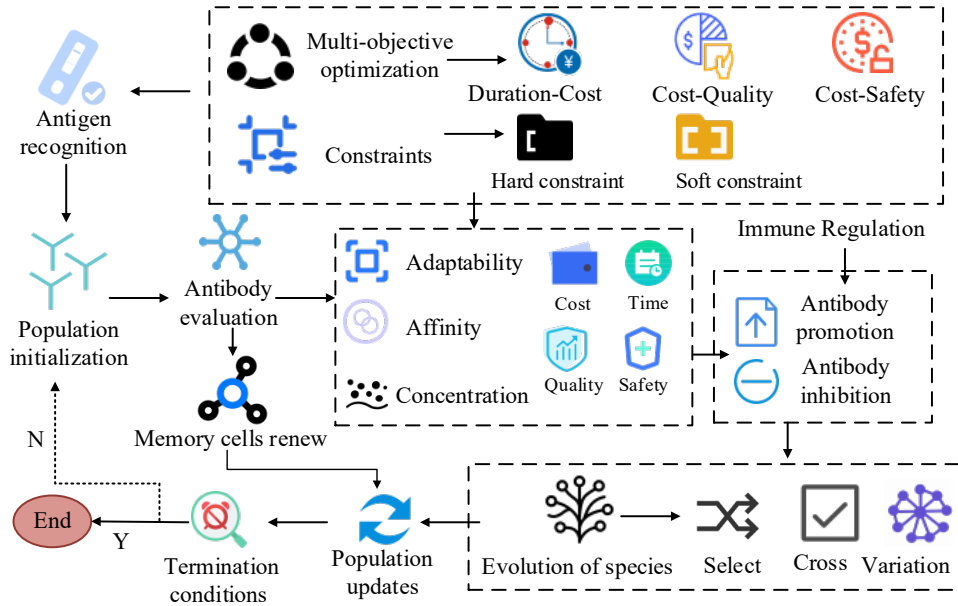 Multi-objective
optimization
Duration-Cost
Cost-Quality
Cost-Safety
Antigen
recognition
Constraints
Hard constraint
Soft constraint
Immune Regulation
Adaptability
Cost
Time
Antibody
evaluation
Population
initialization
Affinity
Antibody
promotion
Antibody
inhibition
Quality
Safety
Concentration
Memory cells renew
N
End
Y
Termination
conditions
Population
updates
Evolution of species
Select
Cross
Variation